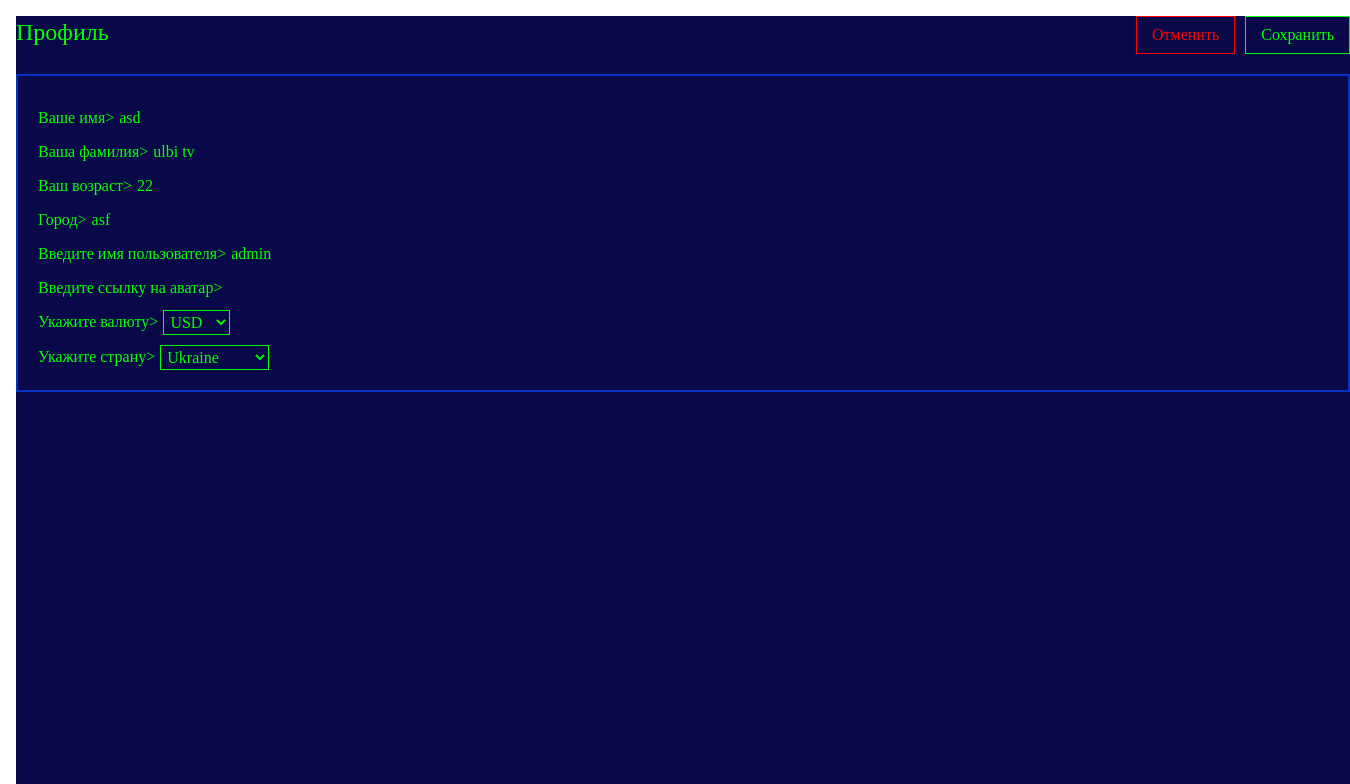 Профиль
Отменить
Сохранить
Ваше имя> asd
Ваша фамилия> ulbi tv
Ваш возраст> 22
Город> asf
Введите имя пользователя> admin
Введите ссылку на аватар>
Укажите валюту> USD
Укажите страну> Ukraine